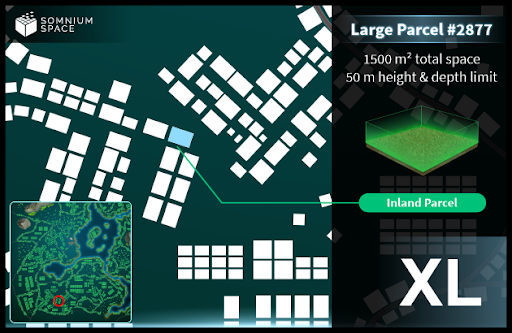 SOMNIUM
SPACE
Large Parcel #2877
1500 m² total space
50 m height & depth limit
Inland Parcel
XL